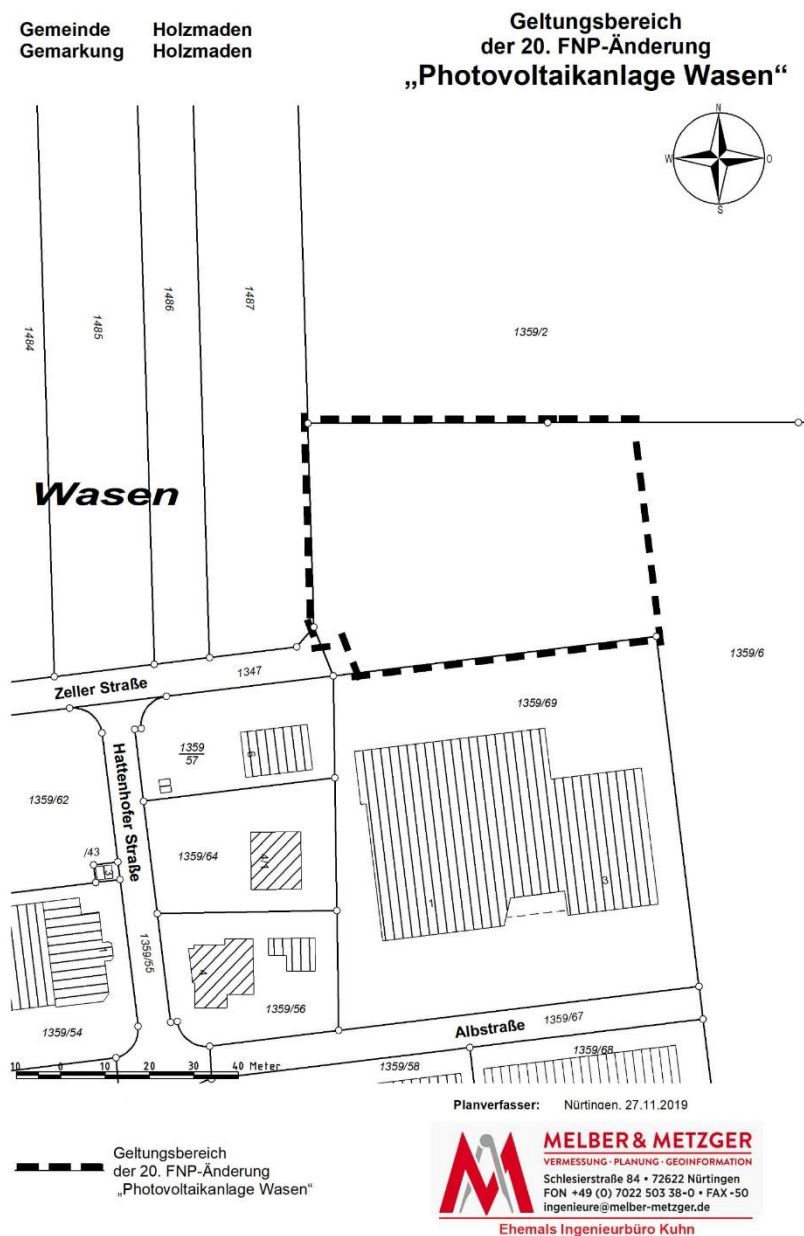 Gemeinde Holzmaden
Gemarkung Holzmaden
Geltungsbereich
der 20. FNP-Änderung
„Photovoltaikanlage Wasen“
N
W
O
S
1484
1485
1486
1487
1359/2
Wasen
1359/6
1347
Zeller Straße
1359/69
1359
57
6
Hattenhofer Straße
1359/62
/43
3
1359/64
4/1
1
3
1
1359/55
4
1359/56
1359/54
Albstraße
1359/67
1359/58
1359/68
10 0 10 20 30 40 Meter
Planverfasser: Nürtingen, 27.11.2019
Geltungsbereich
der 20. FNP-Änderung
„Photovoltaikanlage Wasen“
MELBER & METZGER
VERMESSUNG · PLANUNG · GEOINFORMATION
Schlesierstraße 84 • 72622 Nürtingen
FON +49 (0) 7022 503 38-0 • FAX -50
ingenieure@melber-metzger.de
Ehemals Ingenieurbüro Kuhn